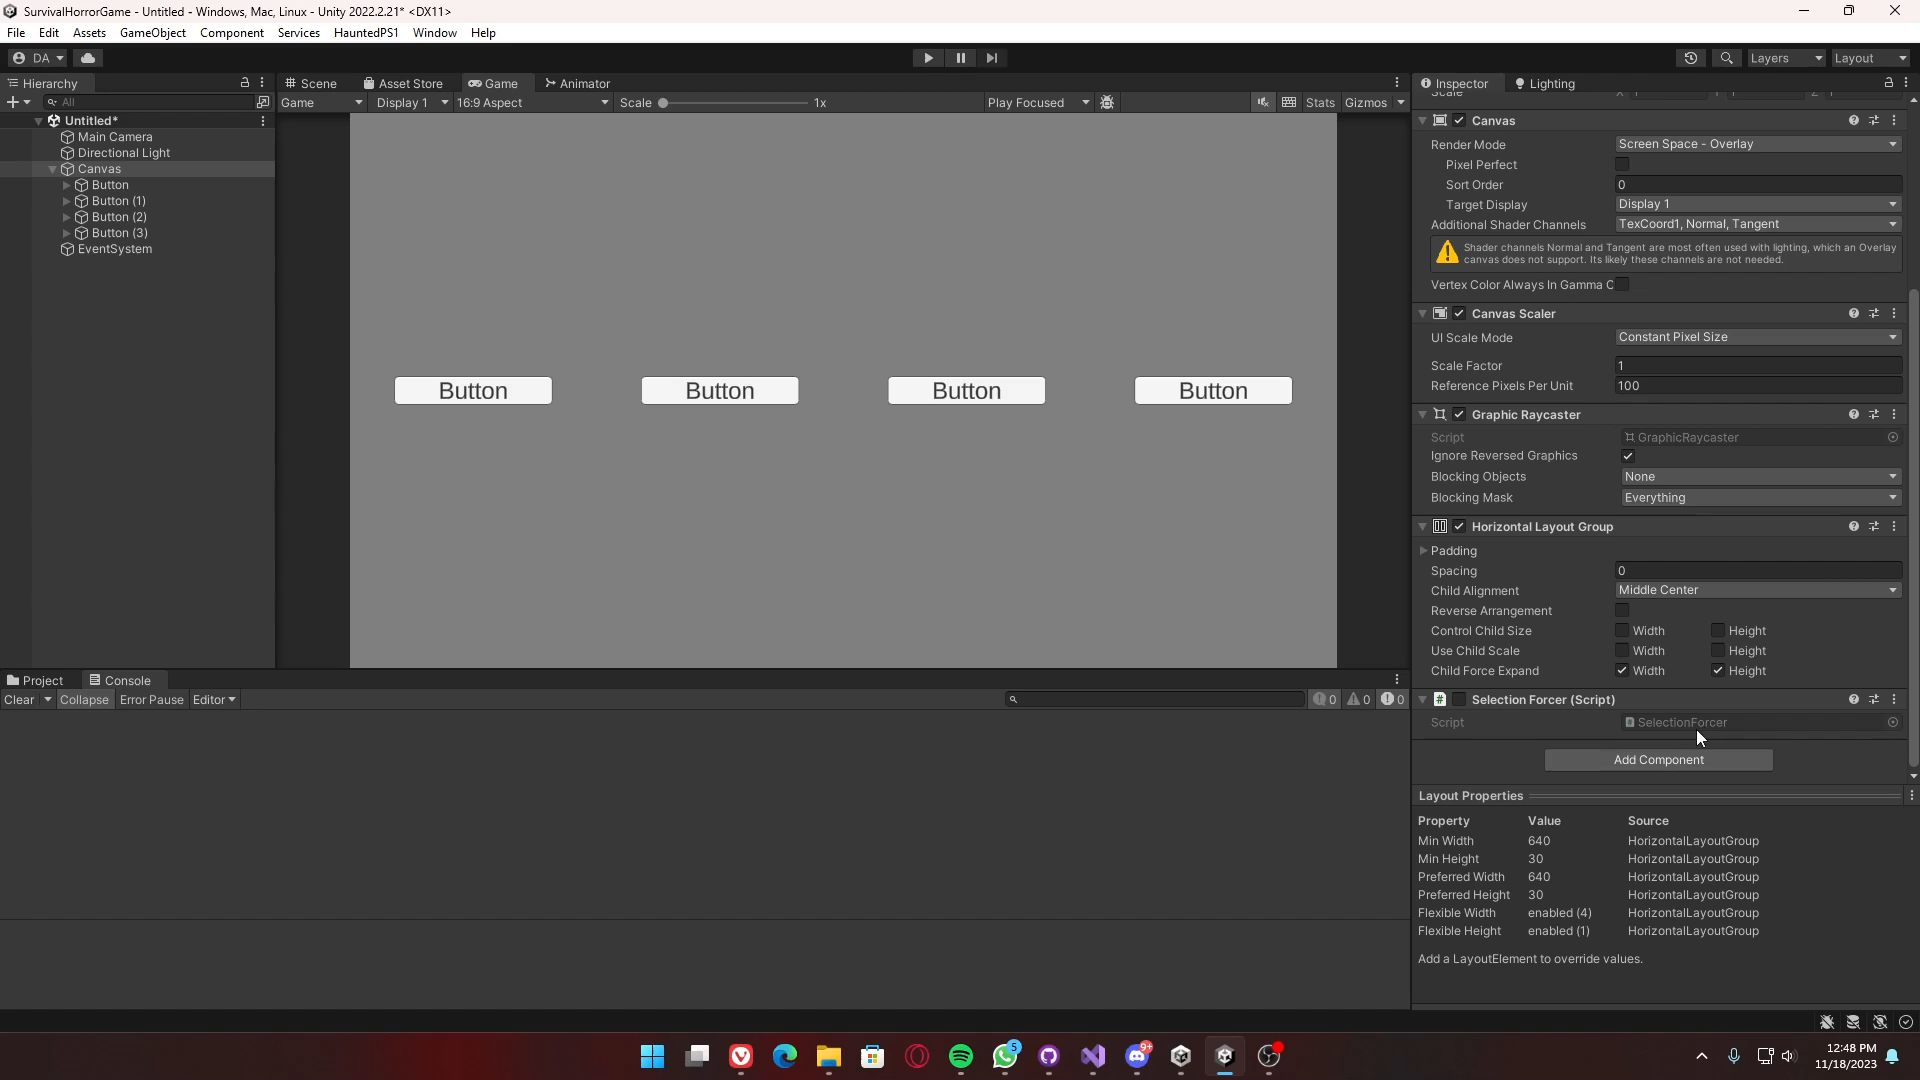 SurvivalHorrorGame - Untitled - Windows, Mac, Linux - Unity 2022.2.21* <DX11>
File Edit Assets GameObject Component Services HauntedPS1 Window Help
DA Layers Layout
Hierarchy
All
Untitled*
Main Camera
Directional Light
Canvas
Button
Button (1)
Button (2)
Button (3)
EventSystem
Scene Asset Store Game Animator
Game Display 1 16:9 Aspect Scale 1x Play Focused Stats Gizmos
Button Button Button Button
Project Console
Clear Collapse Error Pause Editor 0 0 0
Inspector Lighting
Canvas
Render Mode Screen Space - Overlay
Pixel Perfect
Sort Order 0
Target Display Display 1
Additional Shader Channels TexCoord1, Normal, Tangent
Shader channels Normal and Tangent are most often used with lighting, which an Overlay
canvas does not support. Its likely these channels are not needed.
Vertex Color Always In Gamma C
Canvas Scaler
UI Scale Mode Constant Pixel Size
Scale Factor 1
Reference Pixels Per Unit 100
Graphic Raycaster
Script GraphicRaycaster
Ignore Reversed Graphics
Blocking Objects None
Blocking Mask Everything
Horizontal Layout Group
Padding
Spacing 0
Child Alignment Middle Center
Reverse Arrangement
Control Child Size Width Height
Use Child Scale Width Height
Child Force Expand Width Height
# Selection Forcer (Script)
Script SelectionForcer
Add Component
Layout Properties
Property Value Source
Min Width 640 HorizontalLayoutGroup
Min Height 30 HorizontalLayoutGroup
Preferred Width 640 HorizontalLayoutGroup
Preferred Height 30 HorizontalLayoutGroup
Flexible Width enabled (4) HorizontalLayoutGroup
Flexible Height enabled (1) HorizontalLayoutGroup
Add a LayoutElement to override values.
5 9+
12:48 PM
11/18/2023